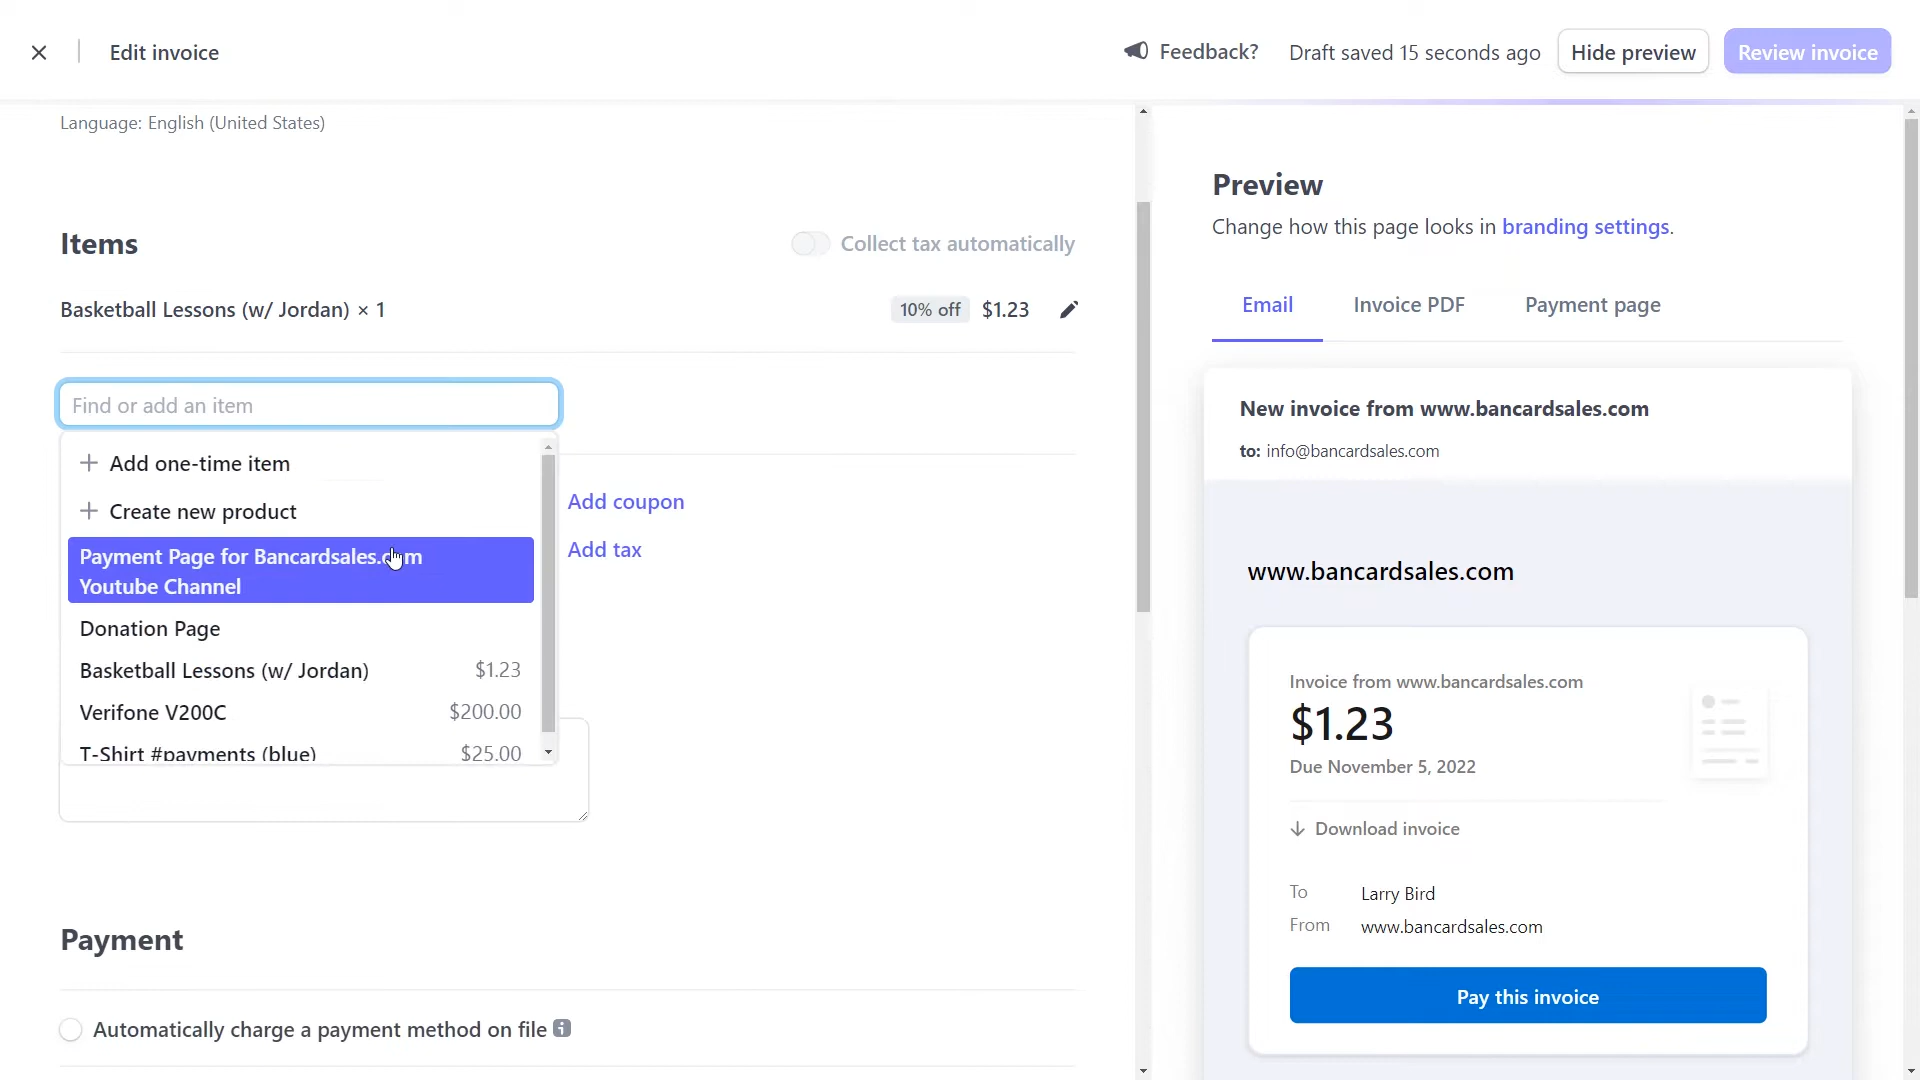 Edit invoice
Feedback?
Draft saved 15 seconds ago
Hide preview
Review invoice
Language: English (United States)
Items
Collect tax automatically
Basketball Lessons (w/ Jordan) × 1
10% off
$1.23
Find or add an item
Add one-time item
Create new product
Payment Page for Bancardsales.com
Youtube Channel
Donation Page
Basketball Lessons (w/ Jordan)
$1.23
Verifone V200C
$200.00
T-Shirt #payments (blue)
$25.00
Add coupon
Add tax
Payment
Automatically charge a payment method on file
Preview
Change how this page looks in branding settings.
Email
Invoice PDF
Payment page
New invoice from www.bancardsales.com
to: info@bancardsales.com
www.bancardsales.com
Invoice from www.bancardsales.com
$1.23
Due November 5, 2022
Download invoice
To
Larry Bird
From
www.bancardsales.com
Pay this invoice